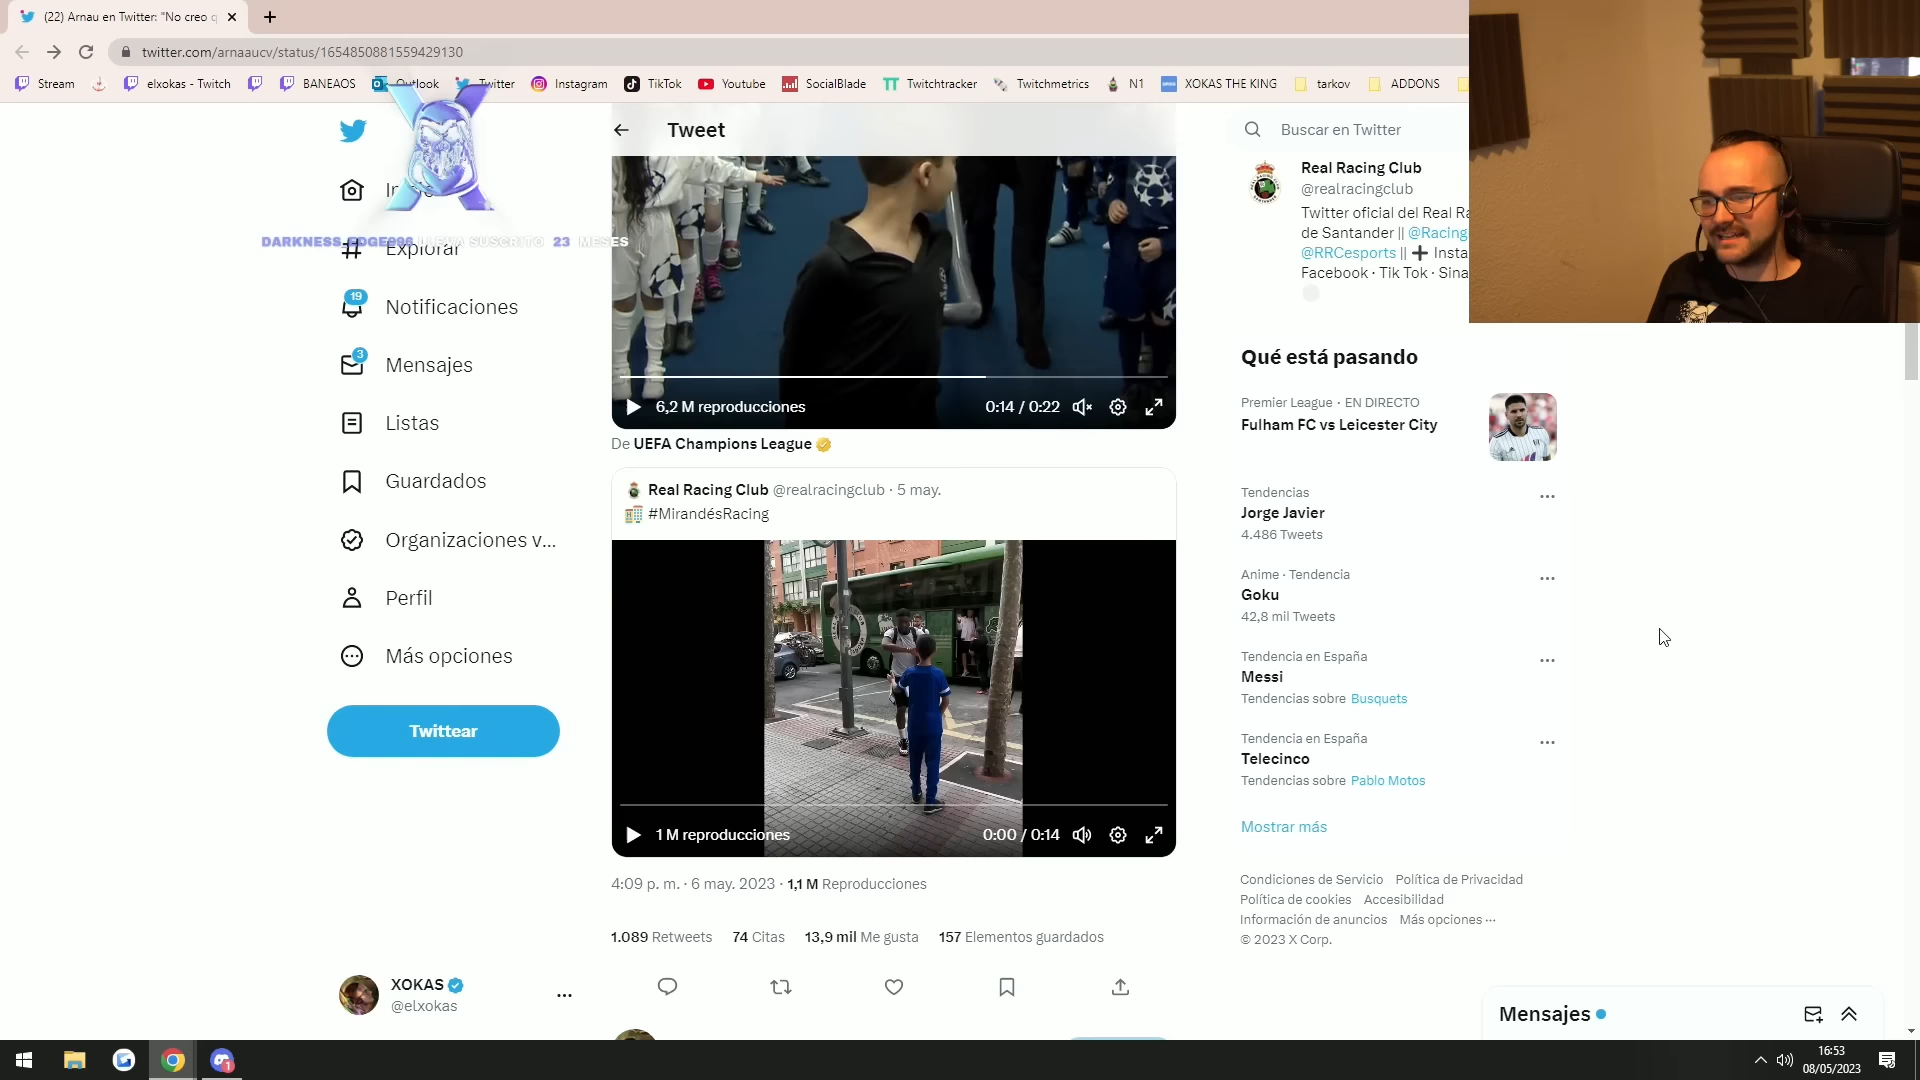 (22) Arnau en Twitter: "No creo q
twitter.com/arnaaucv/status/1654850881559429130
Stream
elxokas - Twitch
BANEAOS
Outlook
Twitter
Instagram
TikTok
Youtube
SocialBlade
Twitchtracker
Twitchmetrics
N1
XOKAS THE KING
tarkov
ADDONS
Explorar
19
Notificaciones
3
Mensajes
Listas
Guardados
Organizaciones v...
Perfil
Más opciones
Twittear
XOKAS
@elxokas
SUSCRITO 23 MESES
Tweet
6,2 M reproducciones
0:14 / 0:22
De UEFA Champions League
Real Racing Club @realracingclub · 5 may.
#MirandésRacing
1 M reproducciones
0:00 / 0:14
4:09 p. m. · 6 may. 2023 · 1,1 M Reproducciones
1.089 Retweets 74 Citas 13,9 mil Me gusta 157 Elementos guardados
Buscar en Twitter
Real Racing Club
@realracingclub
Twitter oficial del Real Ra
de Santander || @Racing
@RRCesports || ➕ Insta
Facebook · Tik Tok · Sina
Qué está pasando
Premier League · EN DIRECTO
Fulham FC vs Leicester City
Tendencias
Jorge Javier
4.486 Tweets
Anime · Tendencia
Goku
42,8 mil Tweets
Tendencia en España
Messi
Tendencias sobre Busquets
Tendencia en España
Telecinco
Tendencias sobre Pablo Motos
Mostrar más
Condiciones de Servicio Política de Privacidad
Política de cookies Accesibilidad
Información de anuncios Más opciones ···
© 2023 X Corp.
Mensajes
1
16:53
08/05/2023